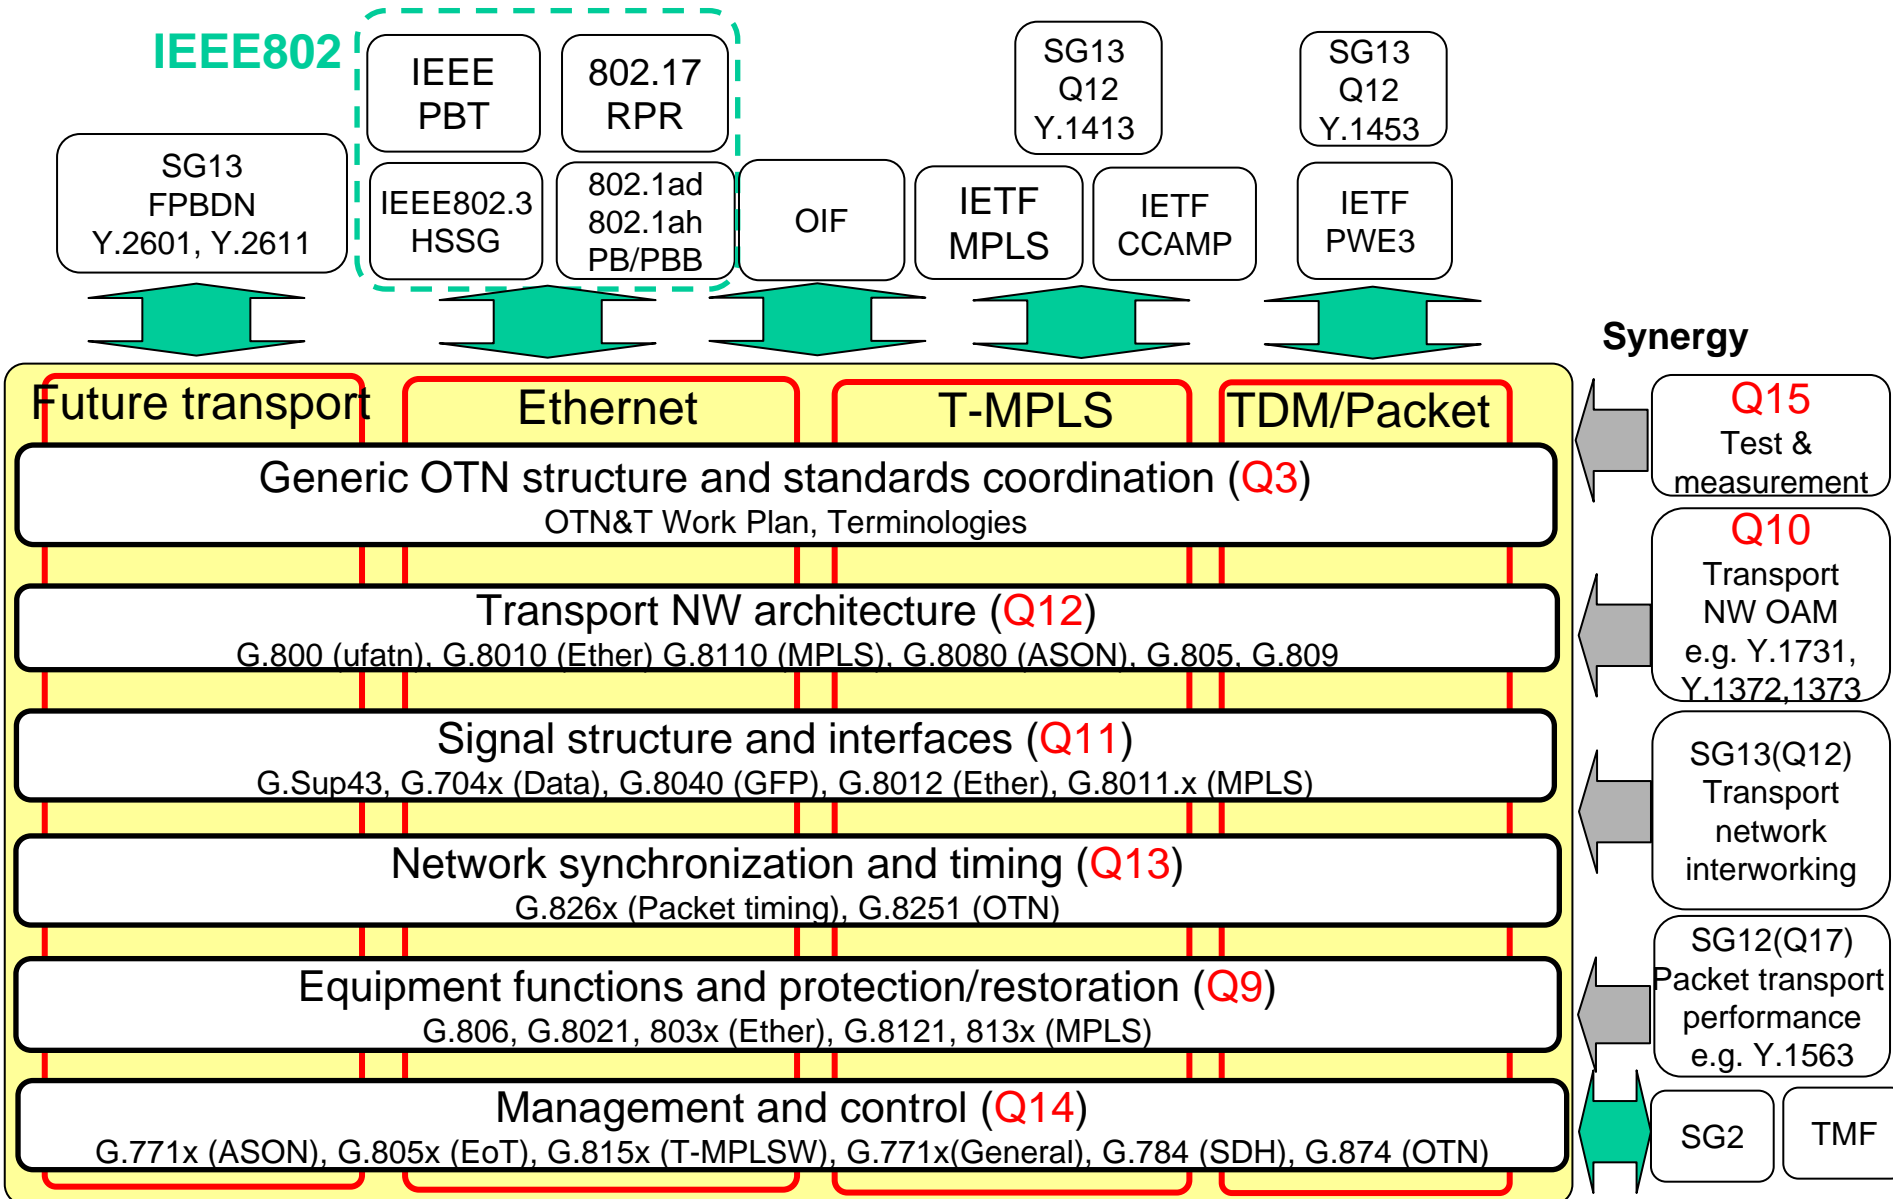 IEEE802
IEEE
PBT
802.17
RPR
SG13
Q12
Y.1413
SG13
Q12
Y.1453
SG13
FPBDN
Y.2601, Y.2611
IEEE802.3
HSSG
802.1ad
802.1ah
PB/PBB
OIF
IETF
MPLS
IETF
CCAMP
IETF
PWE3
Synergy
Future transport
Ethernet
T-MPLS
TDM/Packet
Generic OTN structure and standards coordination (Q3)
OTN&T Work Plan, Terminologies
Transport NW architecture (Q12)
G.800 (ufatn), G.8010 (Ether) G.8110 (MPLS), G.8080 (ASON), G.805, G.809
Signal structure and interfaces (Q11)
G.Sup43, G.704x (Data), G.8040 (GFP), G.8012 (Ether), G.8011.x (MPLS)
Network synchronization and timing (Q13)
G.826x (Packet timing), G.8251 (OTN)
Equipment functions and protection/restoration (Q9)
G.806, G.8021, 803x (Ether), G.8121, 813x (MPLS)
Management and control (Q14)
G.771x (ASON), G.805x (EoT), G.815x (T-MPLSW), G.771x(General), G.784 (SDH), G.874 (OTN)
Q15
Test &
measurement
Q10
Transport
NW OAM
e.g. Y.1731,
Y.1372,1373
SG13(Q12)
Transport
network
interworking
SG12(Q17)
Packet transport
performance
e.g. Y.1563
SG2
TMF